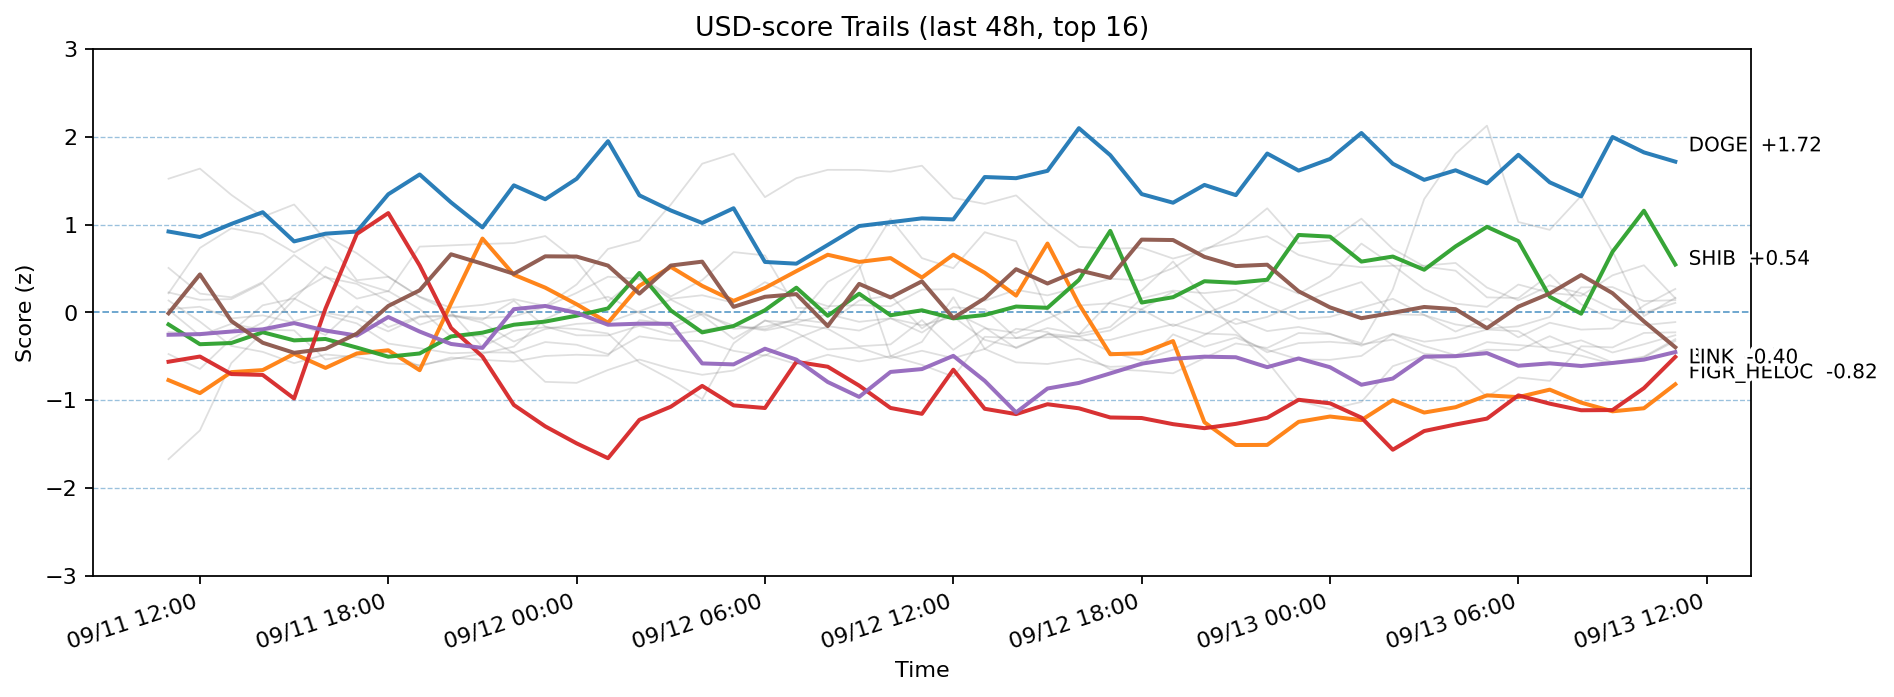 USD-score Trails (last 48h, top 16)
Score (z)
3
2
1
0
−1
−2
−3
DOGE +1.72
SHIB +0.54
LINK -0.40
FIGR_HELOC -0.82
09/11 12:00
09/11 18:00
09/12 00:00
09/12 06:00
09/12 12:00
09/12 18:00
09/13 00:00
09/13 06:00
09/13 12:00
Time